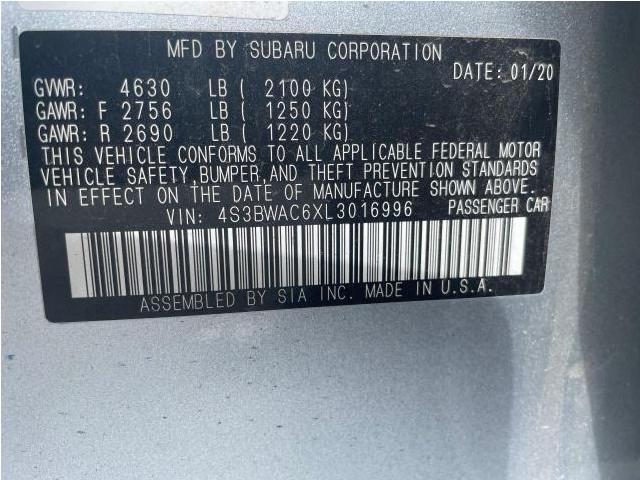 MFD BY SUBARU CORPORATION
DATE: 01/20
GVWR: 4630 LB ( 2100 KG)
GAWR: F 2756 LB ( 1250 KG)
GAWR: R 2690 LB ( 1220 KG)
THIS VEHICLE CONFORMS TO ALL APPLICABLE FEDERAL MOTOR
VEHICLE SAFETY, BUMPER, AND THEFT PREVENTION STANDARDS
IN EFFECT ON THE DATE OF MANUFACTURE SHOWN ABOVE.
VIN: 4S3BWAC6XL3016996 PASSENGER CAR
ASSEMBLED BY SIA INC. MADE IN U.S.A.